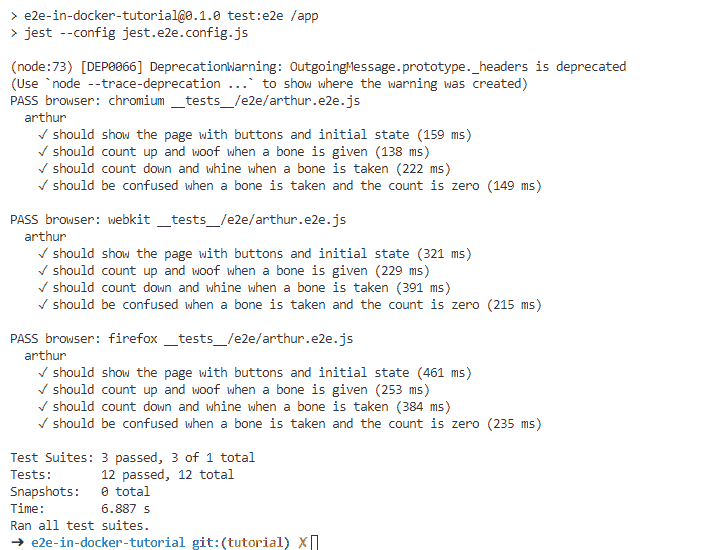 > e2e-in-docker-tutorial@0.1.0 test:e2e /app
> jest --config jest.e2e.config.js
(node:73) [DEP0066] DeprecationWarning: OutgoingMessage.prototype._headers is deprecated
(Use `node --trace-deprecation ...` to show where the warning was created)
PASS browser: chromium __tests__/e2e/arthur.e2e.js
arthur
✓ should show the page with buttons and initial state (159 ms)
✓ should count up and woof when a bone is given (138 ms)
✓ should count down and whine when a bone is taken (222 ms)
✓ should be confused when a bone is taken and the count is zero (149 ms)
PASS browser: webkit __tests__/e2e/arthur.e2e.js
arthur
✓ should show the page with buttons and initial state (321 ms)
✓ should count up and woof when a bone is given (229 ms)
✓ should count down and whine when a bone is taken (391 ms)
✓ should be confused when a bone is taken and the count is zero (215 ms)
PASS browser: firefox __tests__/e2e/arthur.e2e.js
arthur
✓ should show the page with buttons and initial state (461 ms)
✓ should count up and woof when a bone is given (253 ms)
✓ should count down and whine when a bone is taken (384 ms)
✓ should be confused when a bone is taken and the count is zero (235 ms)
Test Suites: 3 passed, 3 of 1 total
Tests: 12 passed, 12 total
Snapshots: 0 total
Time: 6.887 s
Ran all test suites.
➜ e2e-in-docker-tutorial git:(tutorial) ✗